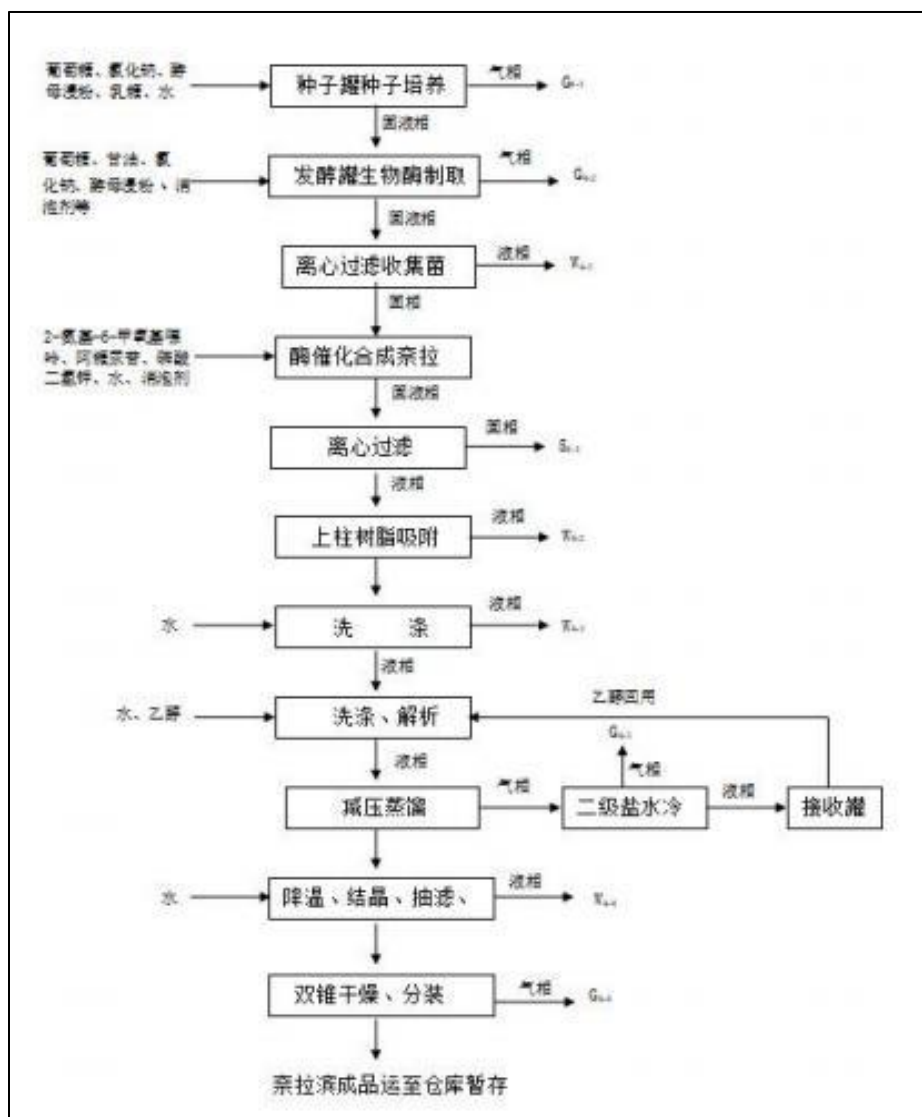 葡萄糖、氯化钠、酵
母浸粉、乳糖、水
种子罐种子培养
气相
固液相
葡萄糖、甘油、氯
化钠、酵母浸粉、消
泡剂等
发酵罐生物酶制取
气相
固液相
离心过滤收集菌
液相
固相
2-氨基-6-甲氧基嘌
呤、阿糖尿苷、磷酸
二氢钾、水、消泡剂
酶催化合成奈拉
固液相
离心过滤
固相
液相
上柱树脂吸附
液相
水
洗 涤
液相
液相
乙醇回用
水、乙醇
洗涤、解析
液相
气相
减压蒸馏
气相
二级盐水冷
液相
接收罐
水
降温、结晶、抽滤、
液相
双锥干燥、分装
气相
奈拉滨成品运至仓库暂存